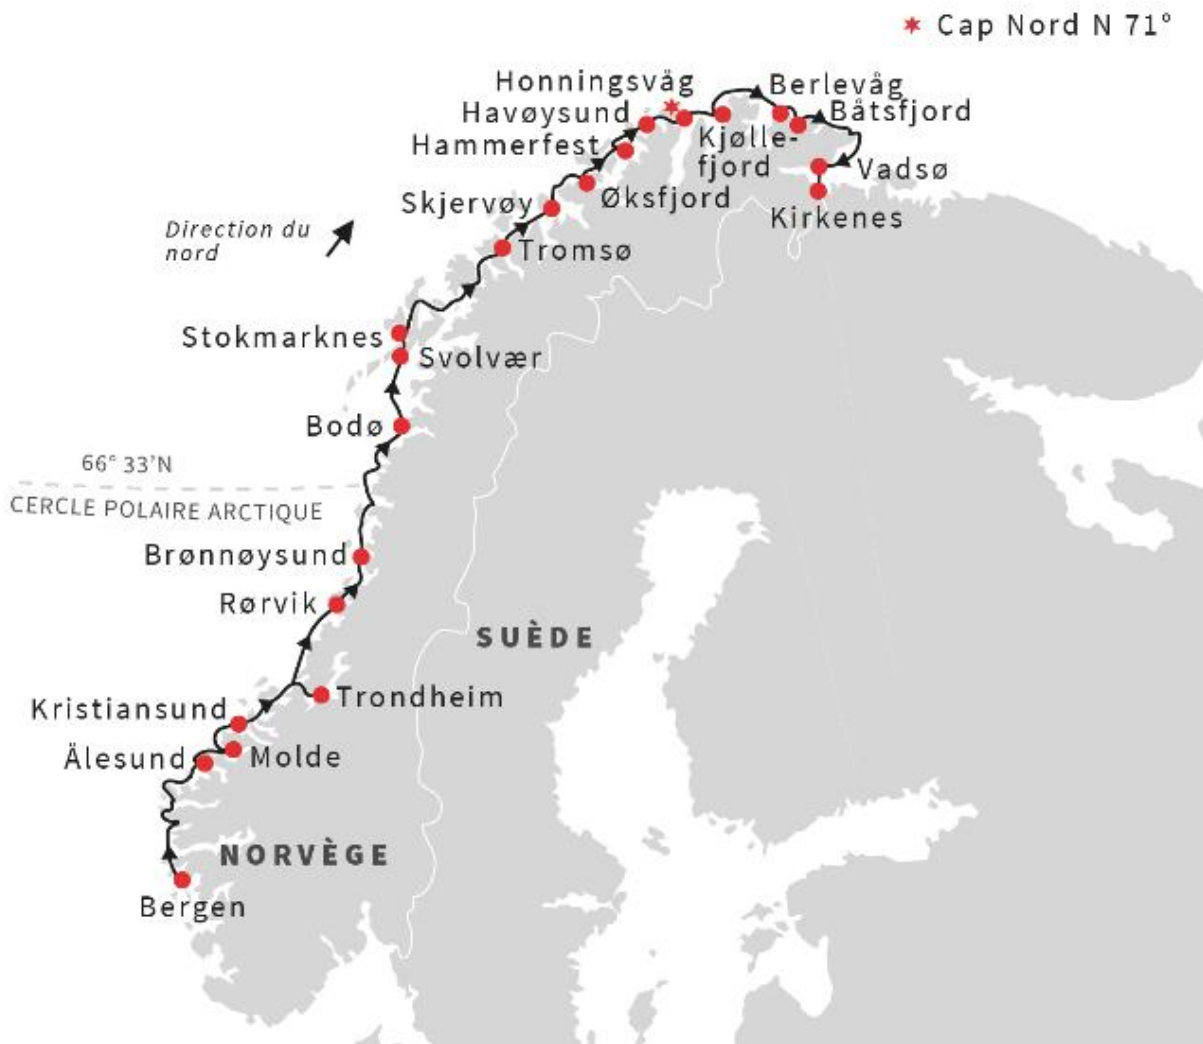 Cap Nord N 71°
Honningsvåg
Berlevåg
Havøysund
Båtsfjord
Hammerfest
Kjølle-
fjord
Vadsø
Øksfjord
Skjervøy
Kirkenes
Direction du
nord
Tromsø
Stokmarknes
Svolvær
Bodø
66° 33’N
CERCLE POLAIRE ARCTIQUE
Brønnøysund
Rørvik
SUÈDE
Trondheim
Kristiansund
Älesund
Molde
NORVÈGE
Bergen